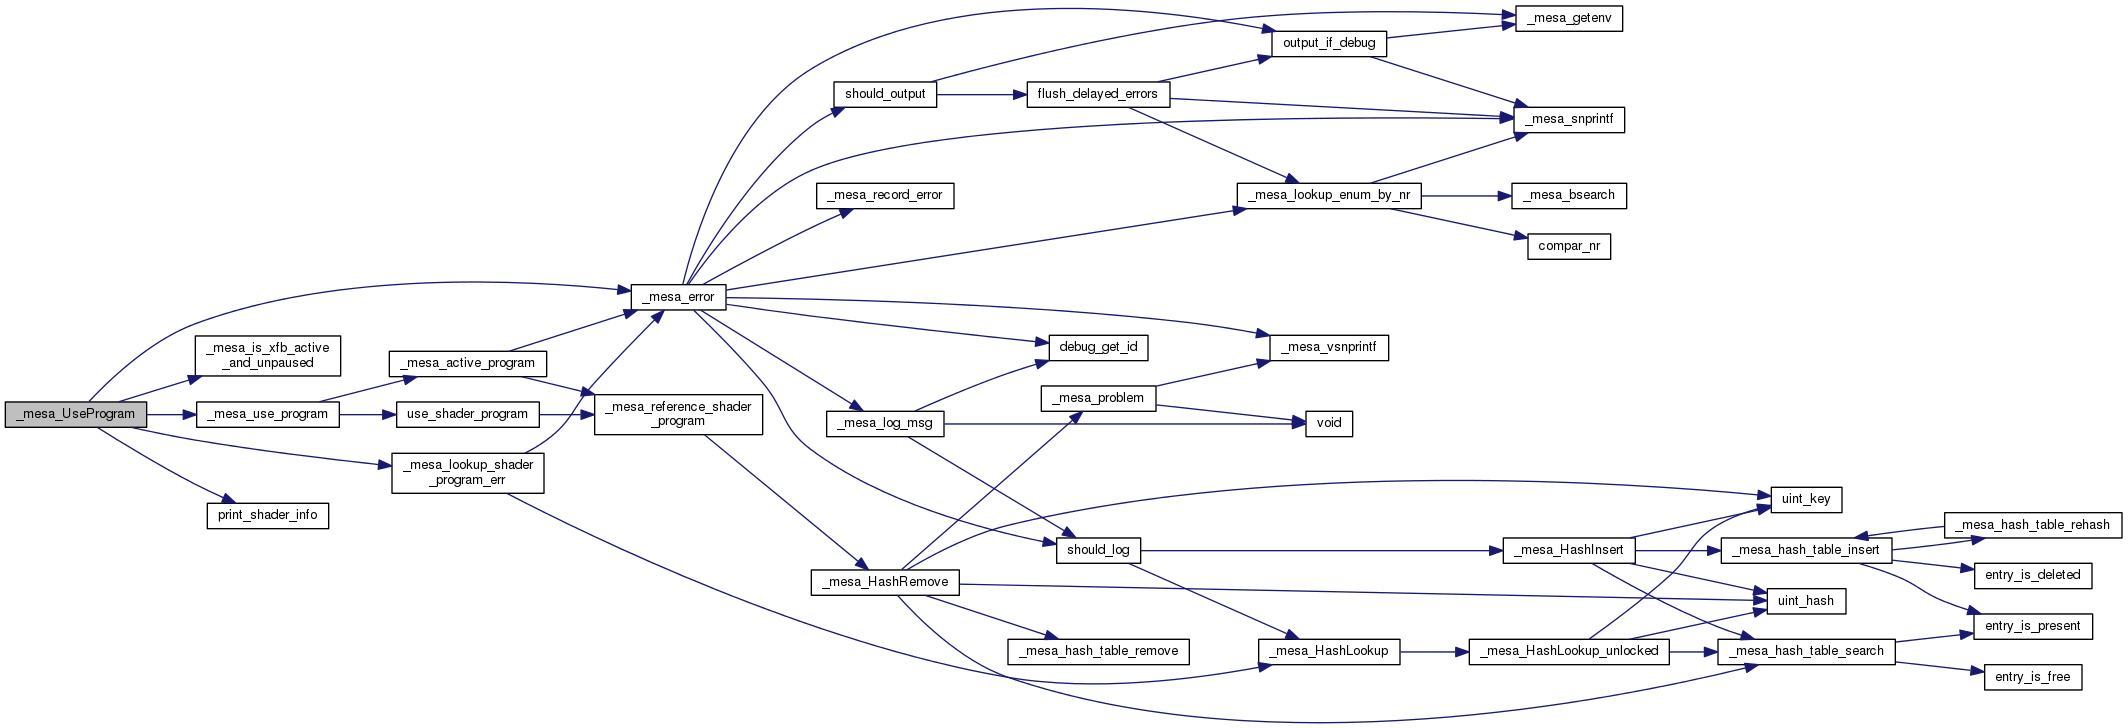 _mesa_UseProgram
_mesa_is_xfb_active
_and_unpaused
_mesa_use_program
print_shader_info
_mesa_active_program
use_shader_program
_mesa_lookup_shader
_program_err
_mesa_error
_mesa_reference_shader
_program
should_output
_mesa_record_error
_mesa_log_msg
_mesa_HashRemove
flush_delayed_errors
debug_get_id
_mesa_problem
should_log
_mesa_hash_table_remove
output_if_debug
_mesa_lookup_enum_by_nr
_mesa_vsnprintf
void
_mesa_HashLookup
_mesa_getenv
_mesa_snprintf
_mesa_bsearch
compar_nr
_mesa_HashInsert
_mesa_HashLookup_unlocked
uint_key
_mesa_hash_table_insert
uint_hash
_mesa_hash_table_search
_mesa_hash_table_rehash
entry_is_deleted
entry_is_present
entry_is_free